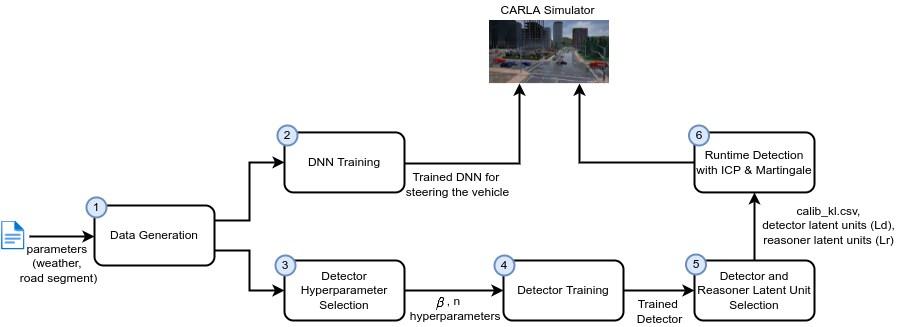 CARLA Simulator
2
DNN Training
Trained DNN for
steering the vehicle
6
Runtime Detection
with ICP & Martingale
1
Data Generation
parameters
(weather,
road segment)
calib_kl.csv,
detector latent units (Ld),
reasoner latent units (Lr)
3
Detector
Hyperparameter
Selection
β, n
hyperparameters
4
Detector Training
Trained
Detector
5
Detector and
Reasoner Latent Unit
Selection